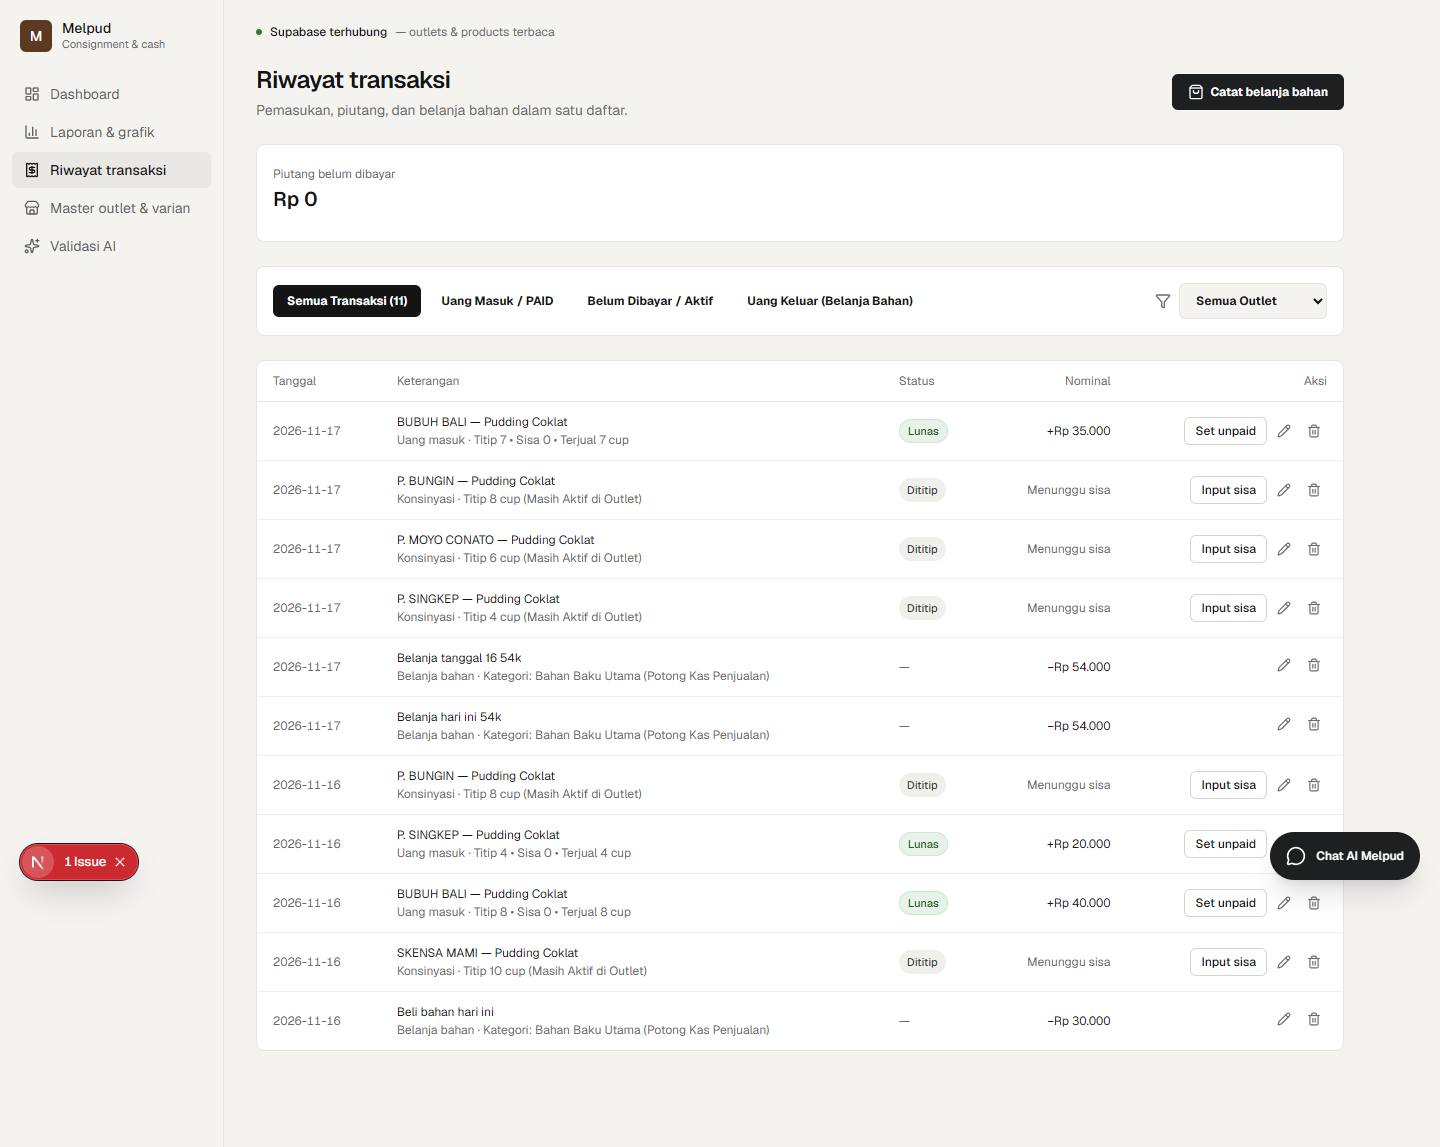 M
Melpud
Consignment & cash
Dashboard
Laporan & grafik
Riwayat transaksi
Master outlet & varian
Validasi AI
Supabase terhubung — outlets & products terbaca
Riwayat transaksi
Pemasukan, piutang, dan belanja bahan dalam satu daftar.
Catat belanja bahan
Piutang belum dibayar
Rp 0
Semua Transaksi (11) Uang Masuk / PAID Belum Dibayar / Aktif Uang Keluar (Belanja Bahan) Semua Outlet
Tanggal Keterangan Status Nominal Aksi
2026-11-17 BUBUH BALI — Pudding Coklat Lunas +Rp 35.000 Set unpaid
Uang masuk · Titip 7 • Sisa 0 • Terjual 7 cup
2026-11-17 P. BUNGIN — Pudding Coklat Dititip Menunggu sisa Input sisa
Konsinyasi · Titip 8 cup (Masih Aktif di Outlet)
2026-11-17 P. MOYO CONATO — Pudding Coklat Dititip Menunggu sisa Input sisa
Konsinyasi · Titip 6 cup (Masih Aktif di Outlet)
2026-11-17 P. SINGKEP — Pudding Coklat Dititip Menunggu sisa Input sisa
Konsinyasi · Titip 4 cup (Masih Aktif di Outlet)
2026-11-17 Belanja tanggal 16 54k — −Rp 54.000
Belanja bahan · Kategori: Bahan Baku Utama (Potong Kas Penjualan)
2026-11-17 Belanja hari ini 54k — −Rp 54.000
Belanja bahan · Kategori: Bahan Baku Utama (Potong Kas Penjualan)
2026-11-16 P. BUNGIN — Pudding Coklat Dititip Menunggu sisa Input sisa
Konsinyasi · Titip 8 cup (Masih Aktif di Outlet)
2026-11-16 P. SINGKEP — Pudding Coklat Lunas +Rp 20.000 Set unpaid
Uang masuk · Titip 4 • Sisa 0 • Terjual 4 cup
2026-11-16 BUBUH BALI — Pudding Coklat Lunas +Rp 40.000 Set unpaid
Uang masuk · Titip 8 • Sisa 0 • Terjual 8 cup
2026-11-16 SKENSA MAMI — Pudding Coklat Dititip Menunggu sisa Input sisa
Konsinyasi · Titip 10 cup (Masih Aktif di Outlet)
2026-11-16 Beli bahan hari ini — −Rp 30.000
Belanja bahan · Kategori: Bahan Baku Utama (Potong Kas Penjualan)
N 1 Issue
Chat AI Melpud